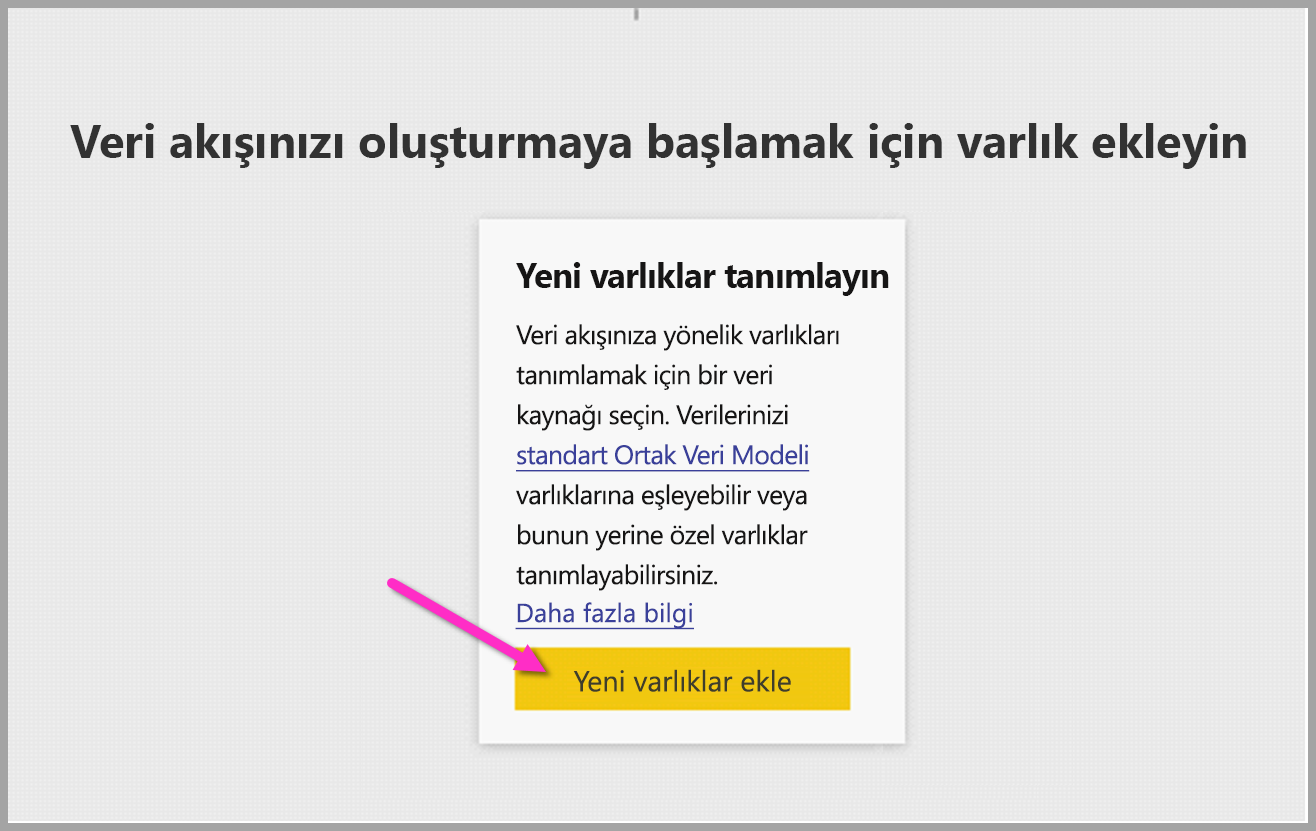 Veri akışınızı oluşturmaya başlamak için varlık ekleyin
Yeni varlıklar tanımlayın
Veri akışınıza yönelik varlıkları
tanımlamak için bir veri
kaynağı seçin. Verilerinizi
standart Ortak Veri Modeli
varlıklarına eşleyebilir veya
bunun yerine özel varlıklar
tanımlayabilirsiniz.
Daha fazla bilgi
Yeni varlıklar ekle